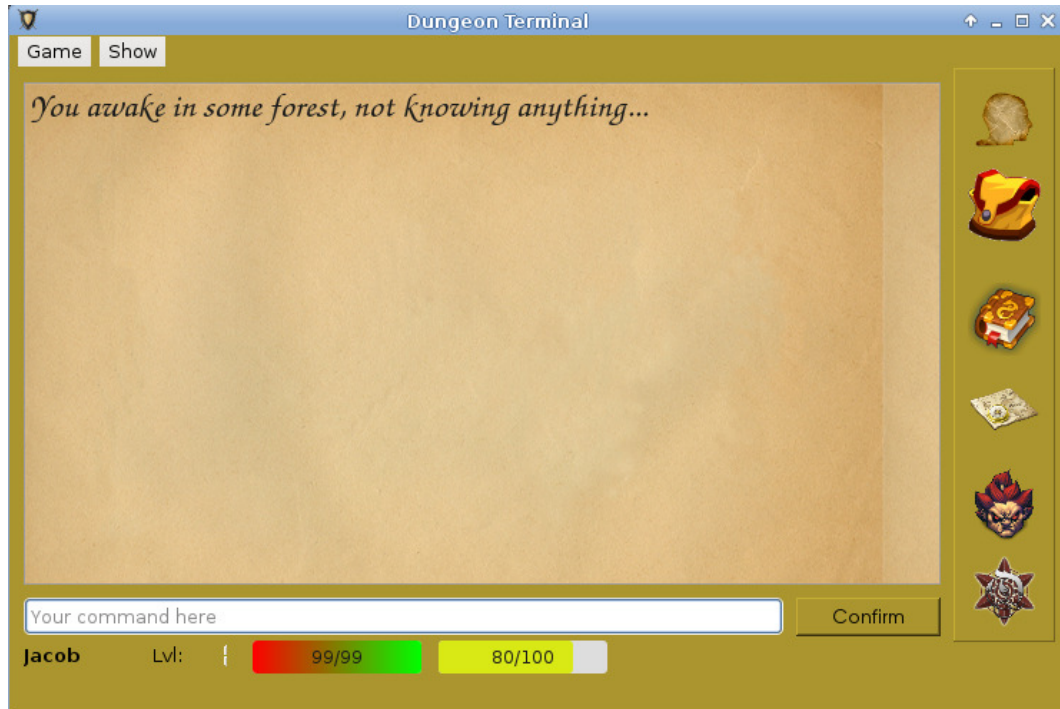 Dungeon Terminal
Game Show
You awake in some forest, not knowing anything...
Your command here
Confirm
Jacob Lvl: 99/99 80/100